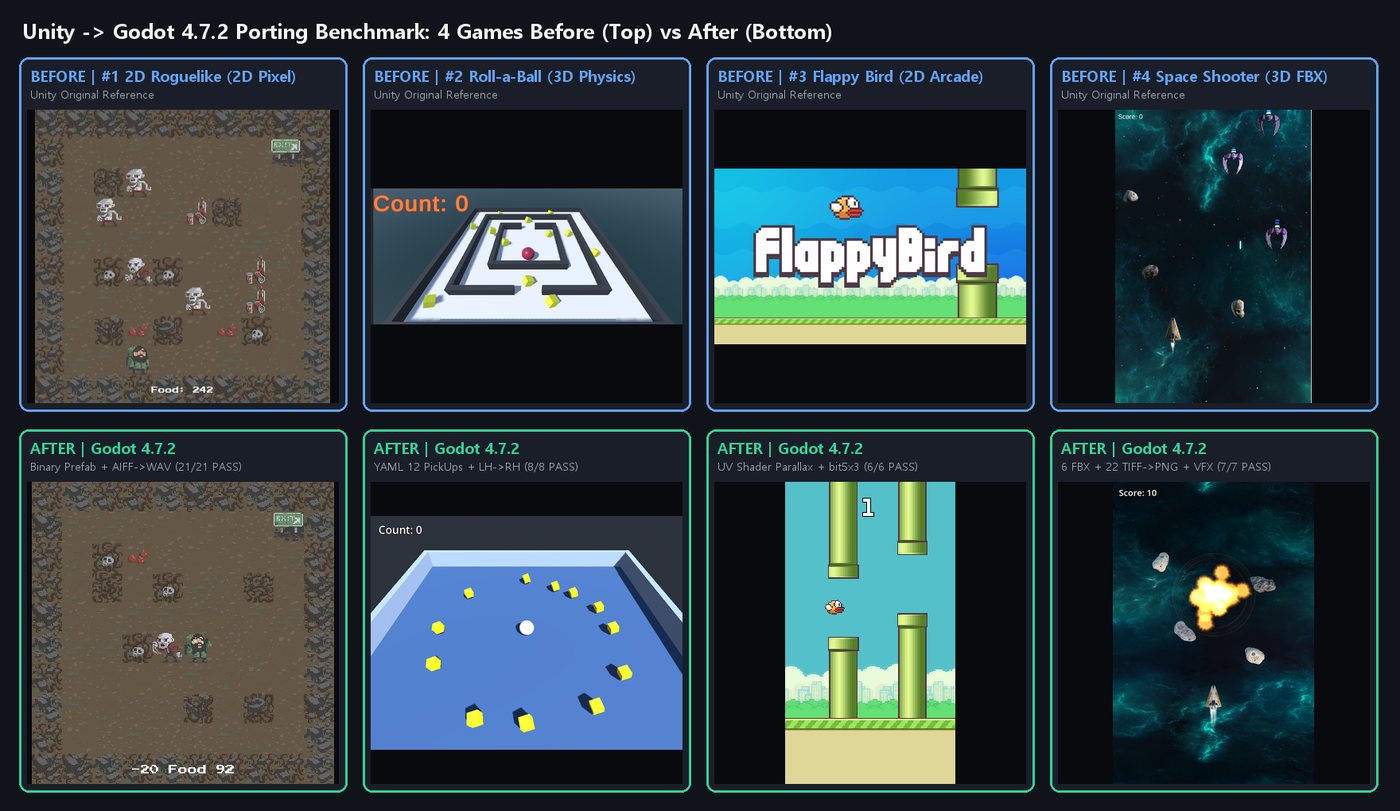 Unity -> Godot 4.7.2 Porting Benchmark: 4 Games Before (Top) vs After (Bottom)
BEFORE | #1 2D Roguelike (2D Pixel)
Unity Original Reference
EXIT
Food: 242
BEFORE | #2 Roll-a-Ball (3D Physics)
Unity Original Reference
Count: 0
BEFORE | #3 Flappy Bird (2D Arcade)
Unity Original Reference
FlappyBird
BEFORE | #4 Space Shooter (3D FBX)
Unity Original Reference
Score: 0
AFTER | Godot 4.7.2
Binary Prefab + AIFF->WAV (21/21 PASS)
EXIT
-20 Food 92
AFTER | Godot 4.7.2
YAML 12 PickUps + LH->RH (8/8 PASS)
Count: 0
AFTER | Godot 4.7.2
UV Shader Parallax + bit5x3 (6/6 PASS)
1
AFTER | Godot 4.7.2
6 FBX + 22 TIFF->PNG + VFX (7/7 PASS)
Score: 10